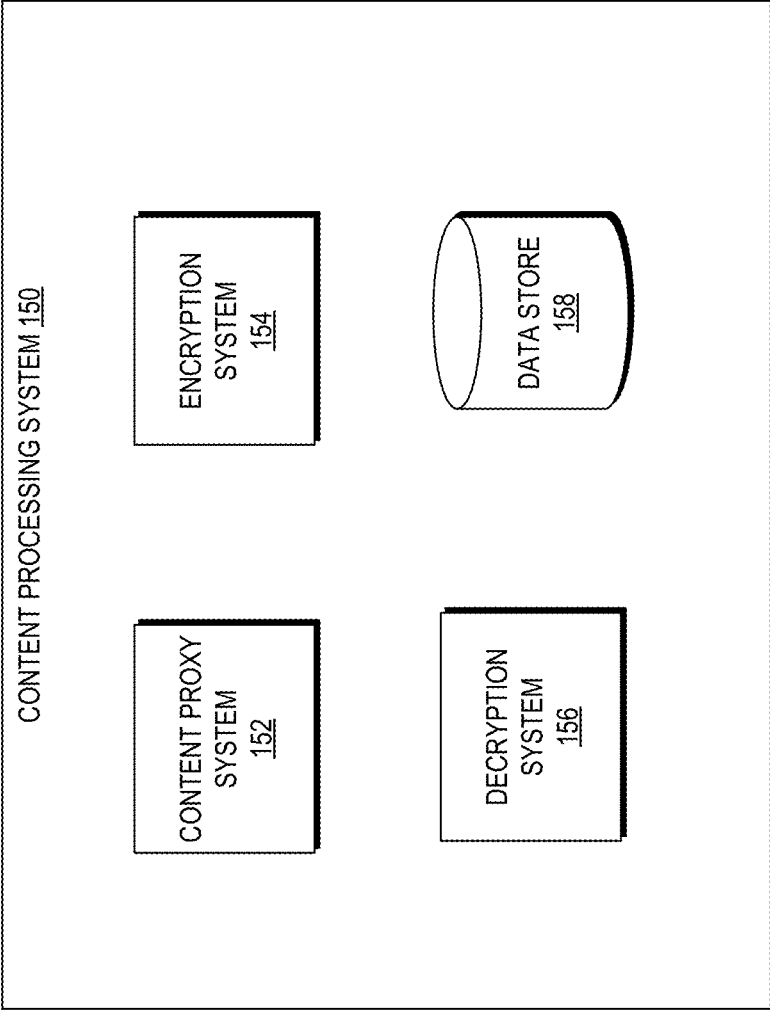 CONTENT PROCESSING SYSTEM 150
CONTENT PROXY
SYSTEM
152
ENCRYPTION
SYSTEM
154
DECRYPTION
SYSTEM
156
DATA STORE
158